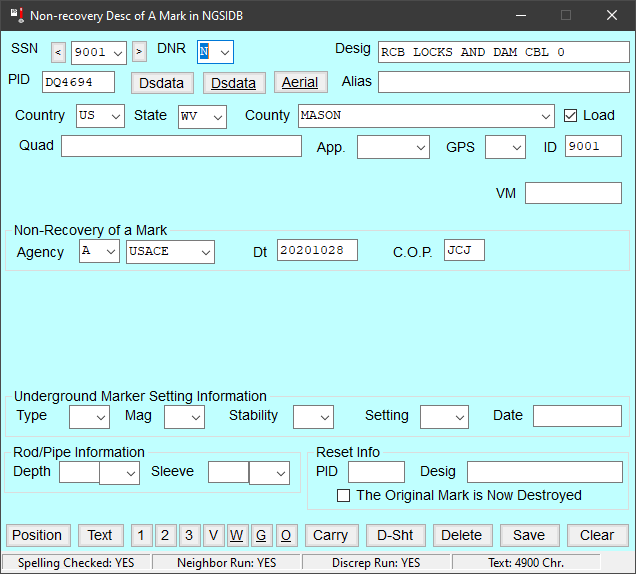 Non-recovery Desc of A Mark in NGSIDB
SSN < 9001 > DNR N Desig RCB LOCKS AND DAM CBL 0
PID DQ4694 Dsdata Dsdata Aerial Alias
Country US State WV County MASON Load
Quad App. GPS ID 9001
VM
Non-Recovery of a Mark
Agency A USACE Dt 20201028 C.O.P. JCJ
Underground Marker Setting Information
Type Mag Stability Setting Date
Rod/Pipe Information Reset Info
Depth Sleeve PID Desig
The Original Mark is Now Destroyed
Position Text 1 2 3 V W G O Carry D-Sht Delete Save Clear
Spelling Checked: YES Neighbor Run: YES Discrep Run: YES Text: 4900 Chr.